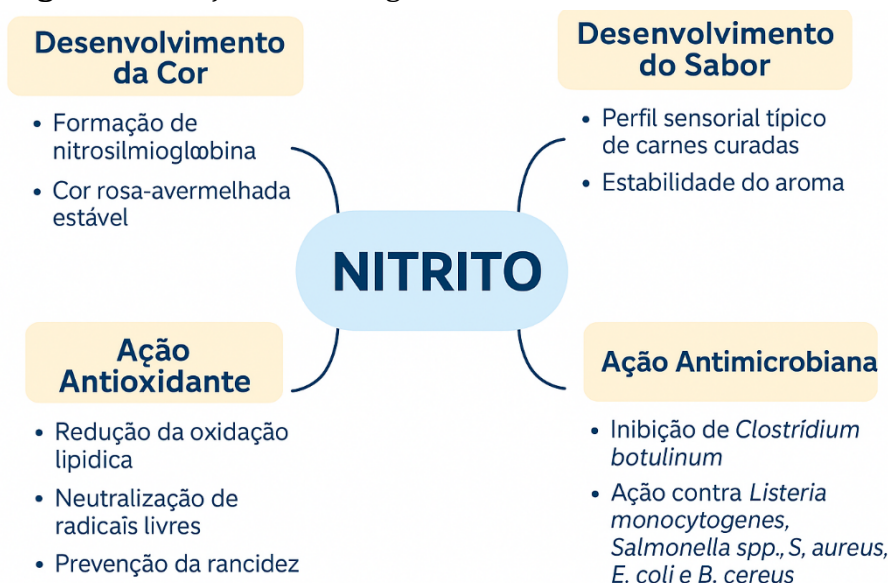 Desenvolvimento
da Cor
• Formação de
nitrosilmioglobina
• Cor rosa-avermelhada
estável
Desenvolvimento
do Sabor
• Perfil sensorial típico
de carnes curadas
• Estabilidade do aroma
NITRITO
Ação
Antioxidante
• Redução da oxidação
lipidica
• Neutralização de
radicaîs livres
• Prevenção da rancidez
Ação Antimicrobiana
• Inibição de Clostrídium
botulinum
• Ação contra Listeria
monocytogenes,
Salmonella spp., S, aureus,
E. coli e B. cereus